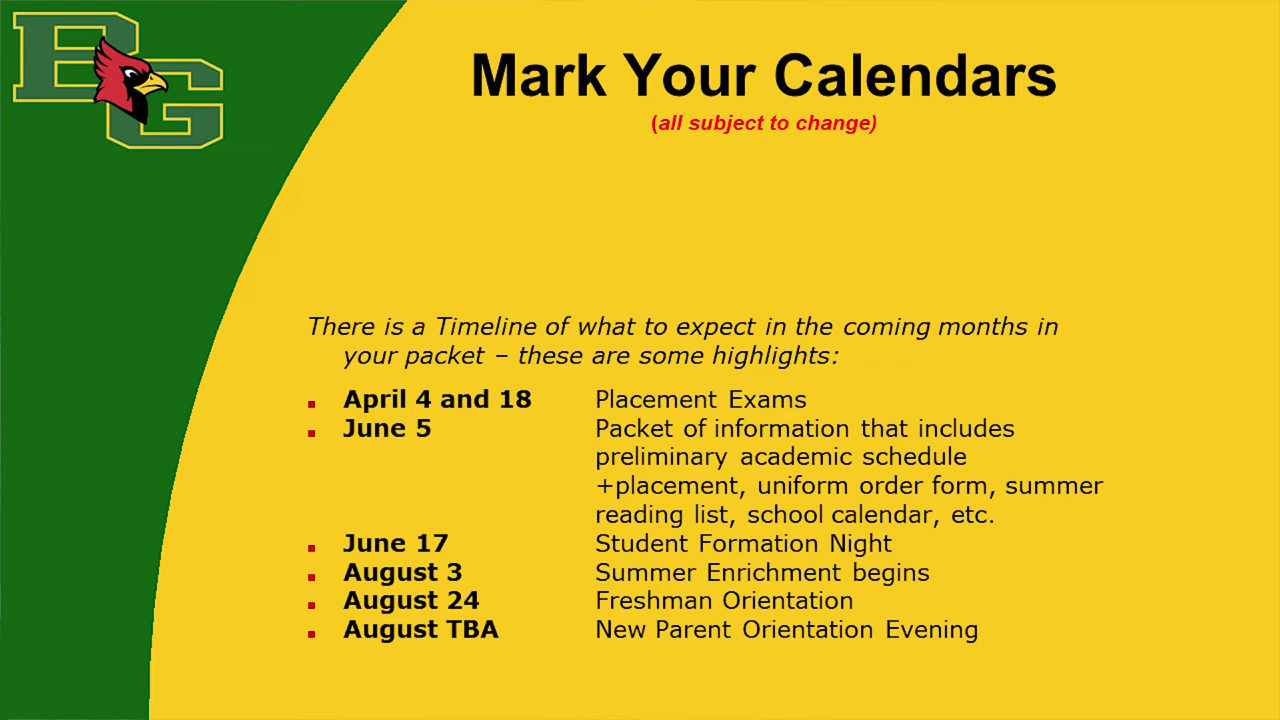 BG
Mark Your Calendars
(all subject to change)
There is a Timeline of what to expect in the coming months in
your packet – these are some highlights:
April 4 and 18 Placement Exams
June 5 Packet of information that includes
preliminary academic schedule
+placement, uniform order form, summer
reading list, school calendar, etc.
June 17 Student Formation Night
August 3 Summer Enrichment begins
August 24 Freshman Orientation
August TBA New Parent Orientation Evening